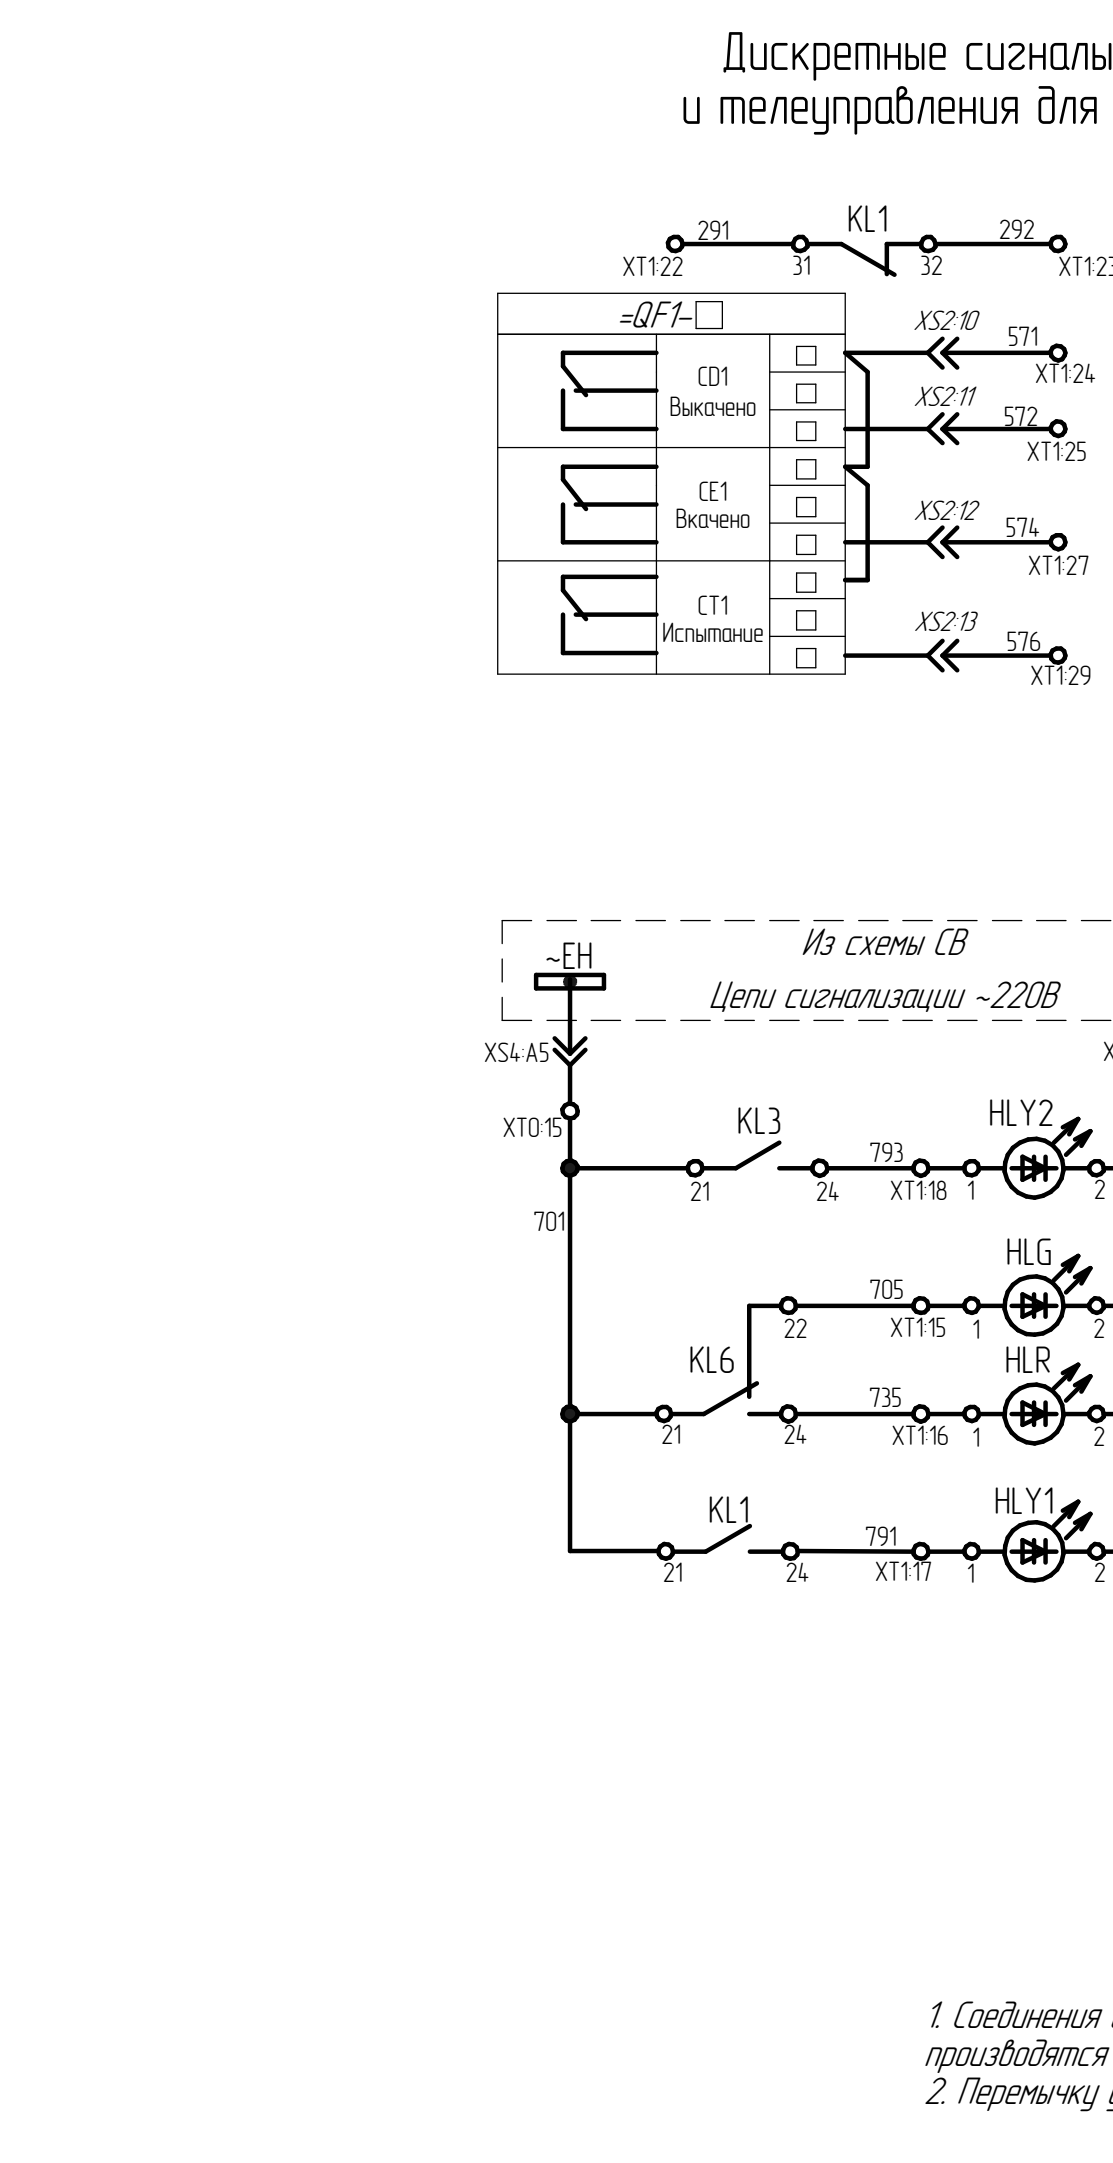 Дискретные сигналы
и телеуправления для
KL1
291
292
XT1:22
31
32
XT1:23
=QF1-
XS2:10
571
CD1
XT1:24
Выкачено
XS2:11
572
XT1:25
CE1
XS2:12
Вкачено
574
XT1:27
CT1
XS2:13
Испытание
576
XT1:29
Из схемы СВ
~EH
Цепи сигнализации ~220В
XS4:A5
X
XT0:15
KL3
HLY2
793
21
24
XT1:18
1
2
701
HLG
705
22
XT1:15
1
2
KL6
HLR
735
21
24
XT1:16
1
2
KL1
HLY1
791
21
24
XT1:17
1
2
1. Соединения
производятся
2. Перемычку